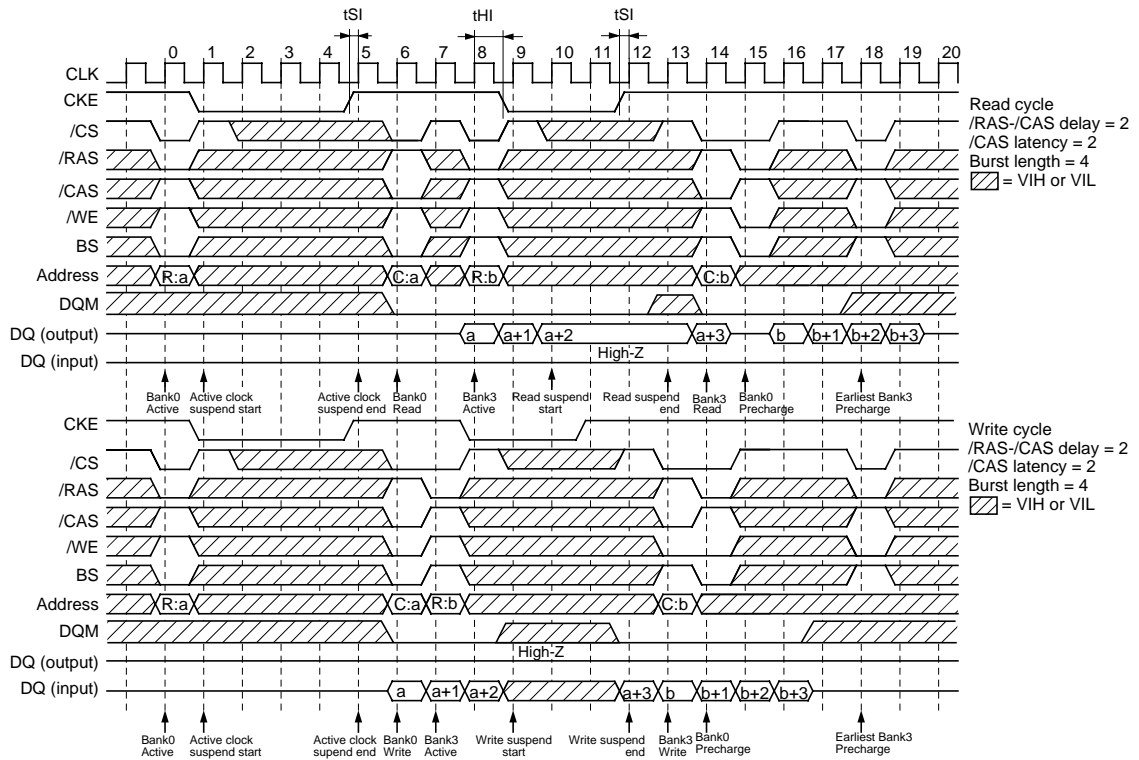 tSI tHI tSI
0 1 2 3 4 5 6 7 8 9 10 11 12 13 14 15 16 17 18 19 20
CLK
CKE
/CS
/RAS
/CAS
/WE
BS
Address R:a C:a R:b C:b
DQM
DQ (output) a a+1 a+2 a+3 b b+1 b+2 b+3
High-Z
DQ (input)
Read cycle
/RAS-/CAS delay = 2
/CAS latency = 2
Burst length = 4
= VIH or VIL
Bank0 Active clock Active clock Bank0 Bank3 Read suspend Read suspend Bank3 Bank0 Earliest Bank3
Active suspend start suspend end Read Active start end Read Precharge Precharge
CKE
/CS
/RAS
/CAS
/WE
BS
Address R:a C:a R:b C:b
DQM
High-Z
DQ (output)
DQ (input) a a+1 a+2 a+3 b b+1 b+2 b+3
Write cycle
/RAS-/CAS delay = 2
/CAS latency = 2
Burst length = 4
= VIH or VIL
Bank0 Active clock Active clock Bank0 Bank3 Write suspend Write suspend Bank3 Bank0 Earliest Bank3
Active suspend start supend end Write Active start end Write Precharge Precharge